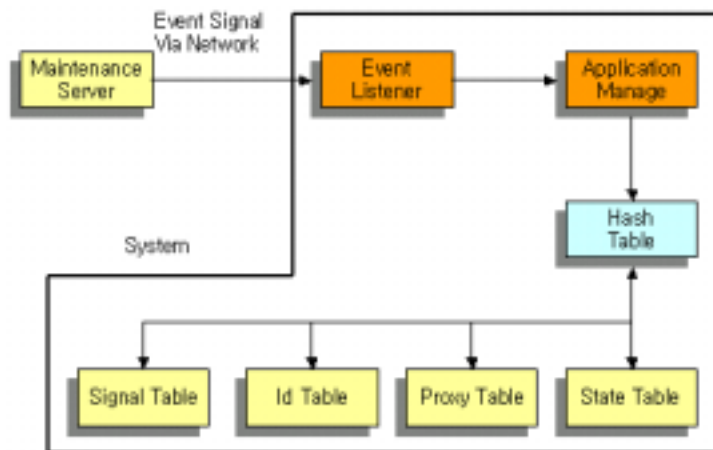 Event Signal
Via Network
Maintenance
Server
Event
Listener
Application
Manage
Hash
Table
System
Signal Table
Id Table
Proxy Table
State Table